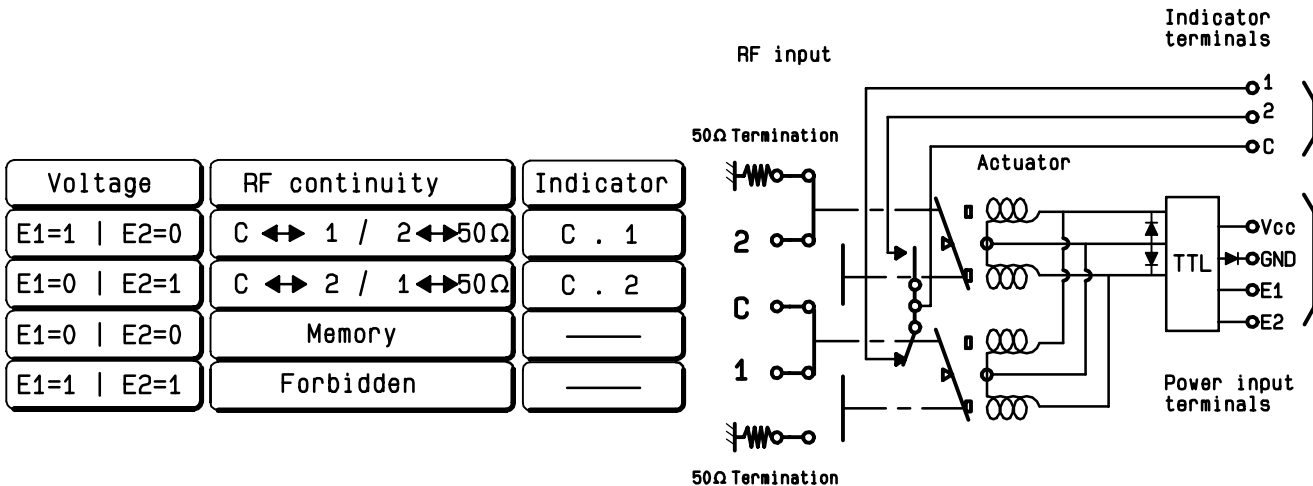 Voltage | RF continuity | Indicator
E1=1 | E2=0 | C ↔ 1 / 2↔50Ω | C . 1
E1=0 | E2=1 | C ↔ 2 / 1↔50Ω | C . 2
E1=0 | E2=0 | Memory | ———
E1=1 | E2=1 | Forbidden | ———
RF input
Indicator
terminals
1
2
C
50Ω Termination
Actuator
2
C
1
50Ω Termination
TTL
Vcc
GND
E1
E2
Power input
terminals